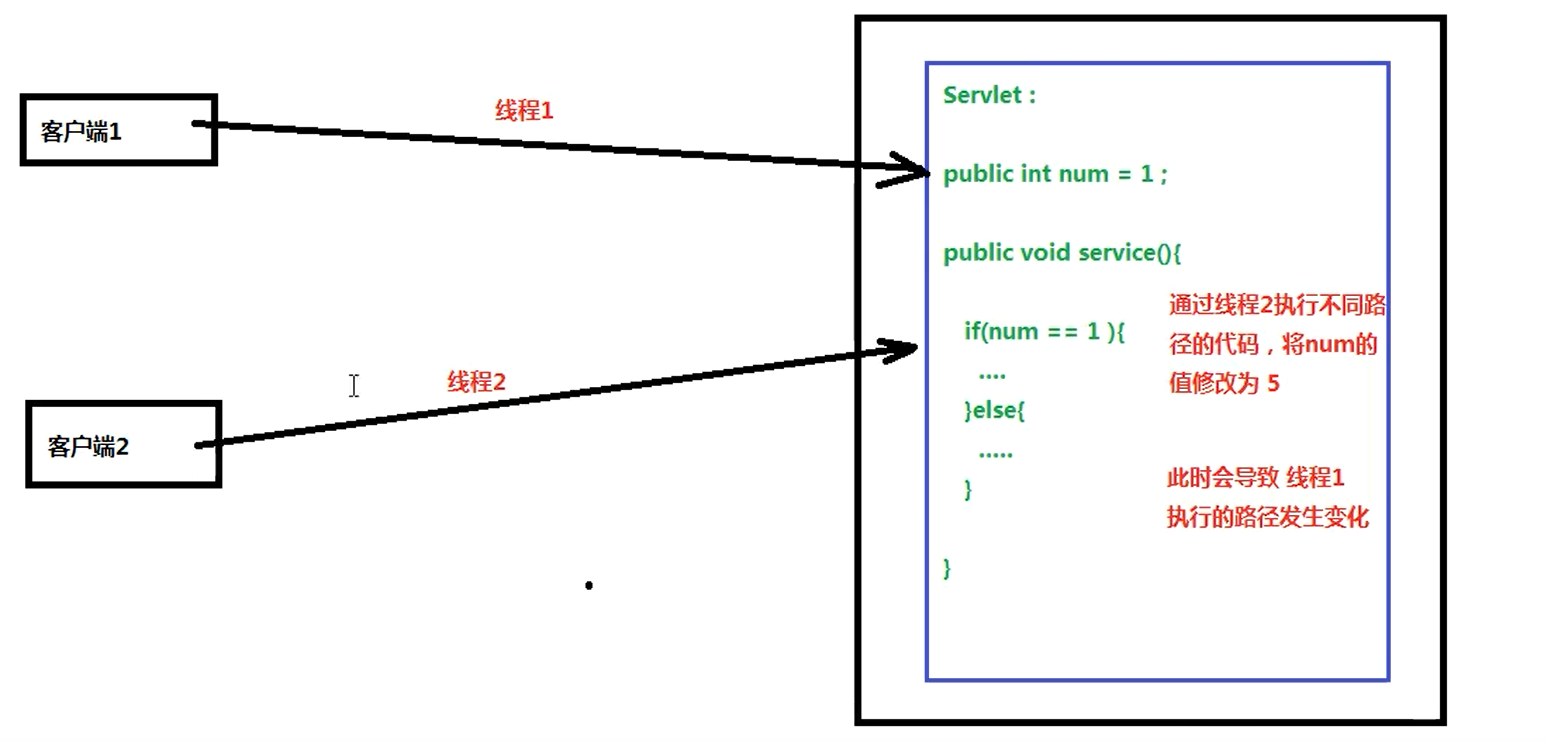 客户端1
线程1
线程2
客户端2
Servlet :
public int num = 1 ;
public void service(){
if(num == 1 ){
....
}else{
.....
}
}
通过线程2执行不同路
径的代码，将num的
值修改为 5
此时会导致 线程1
执行的路径发生变化